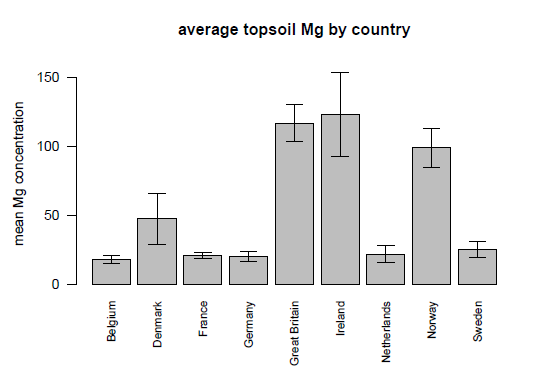 average topsoil Mg by country
mean Mg concentration
150
100
50
0
Belgium
Denmark
France
Germany
Great Britain
Ireland
Netherlands
Norway
Sweden